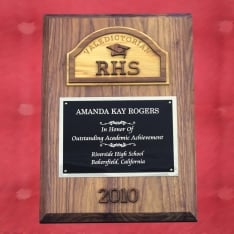 VALEDICTORIAN
RHS
AMANDA KAY ROGERS
In Honor Of
Outstanding Academic Achievement
Riverside High School
Bakersfield, California
2010